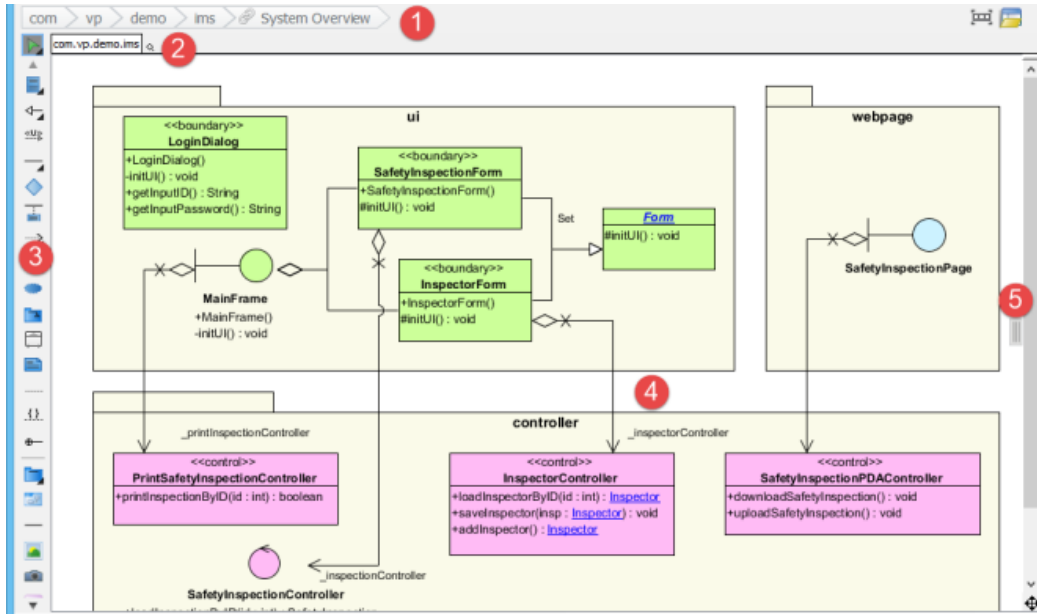 com vp demo ims System Overview 1
com.vp.demo.ims 2
ui
webpage
<<boundary>>
LoginDialog
+LoginDialog()
-initUI() : void
+getInputID() : String
+getInputPassword() : String
<<boundary>>
SafetyInspectionForm
+SafetyInspectionForm()
#initUI() : void
Set
Form
#initUI() : void
3
MainFrame
+MainFrame()
-initUI() : void
<<boundary>>
InspectorForm
+InspectorForm()
#initUI() : void
SafetyInspectionPage
5
4
controller
_printInspectionController
_inspectorController
<<control>>
PrintSafetyInspectionController
+printInspectionByID(id : int) : boolean
<<control>>
InspectorController
+loadInspectorByID(id : int) : Inspector
+saveInspector(insp : Inspector) : void
+addInspector() : Inspector
<<control>>
SafetyInspectionPDAController
+downloadSafetyInspection() : void
+uploadSafetyInspection() : void
_inspectionController
SafetyInspectionController